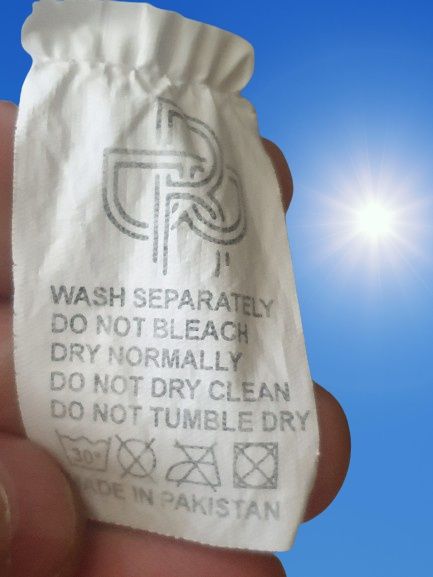 WASH SEPARATELY
DO NOT BLEACH
DRY NORMALLY
DO NOT DRY CLEAN
DO NOT TUMBLE DRY
30°
MADE IN PAKISTAN